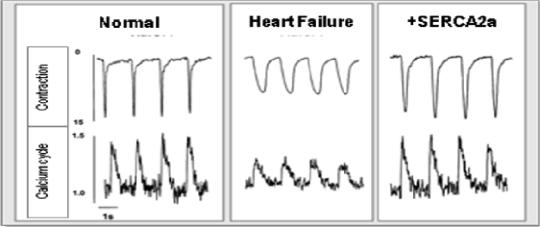 Normal
Heart Failure
+SERCA2a
Contraction
0
15
Calcium cycle
1.5
1.0
1s